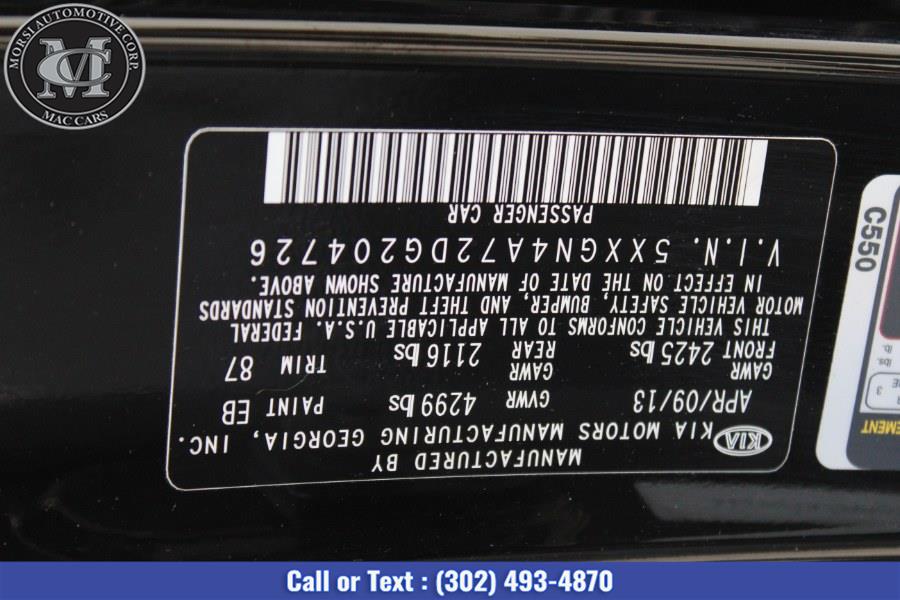 MORSI AUTOMOTIVE CORP.
MC
MAC CARS
MANUFACTURED BY
KIA KIA MOTORS MANUFACTURING GEORGIA, INC.
APR/09/13 GVWR 4299 lbs PAINT EB
GAWR FRONT 2425 lbs GAWR REAR 2116 lbs TRIM 87
THIS VEHICLE CONFORMS TO ALL APPLICABLE U.S.A. FEDERAL
MOTOR VEHICLE SAFETY, BUMPER, AND THEFT PREVENTION STANDARDS
IN EFFECT ON THE DATE OF MANUFACTURE SHOWN ABOVE.
V.I.N. 5XXGN4A72DG204726
PASSENGER CAR
C550
lb.
lbs.
3
Call or Text : (302) 493-4870